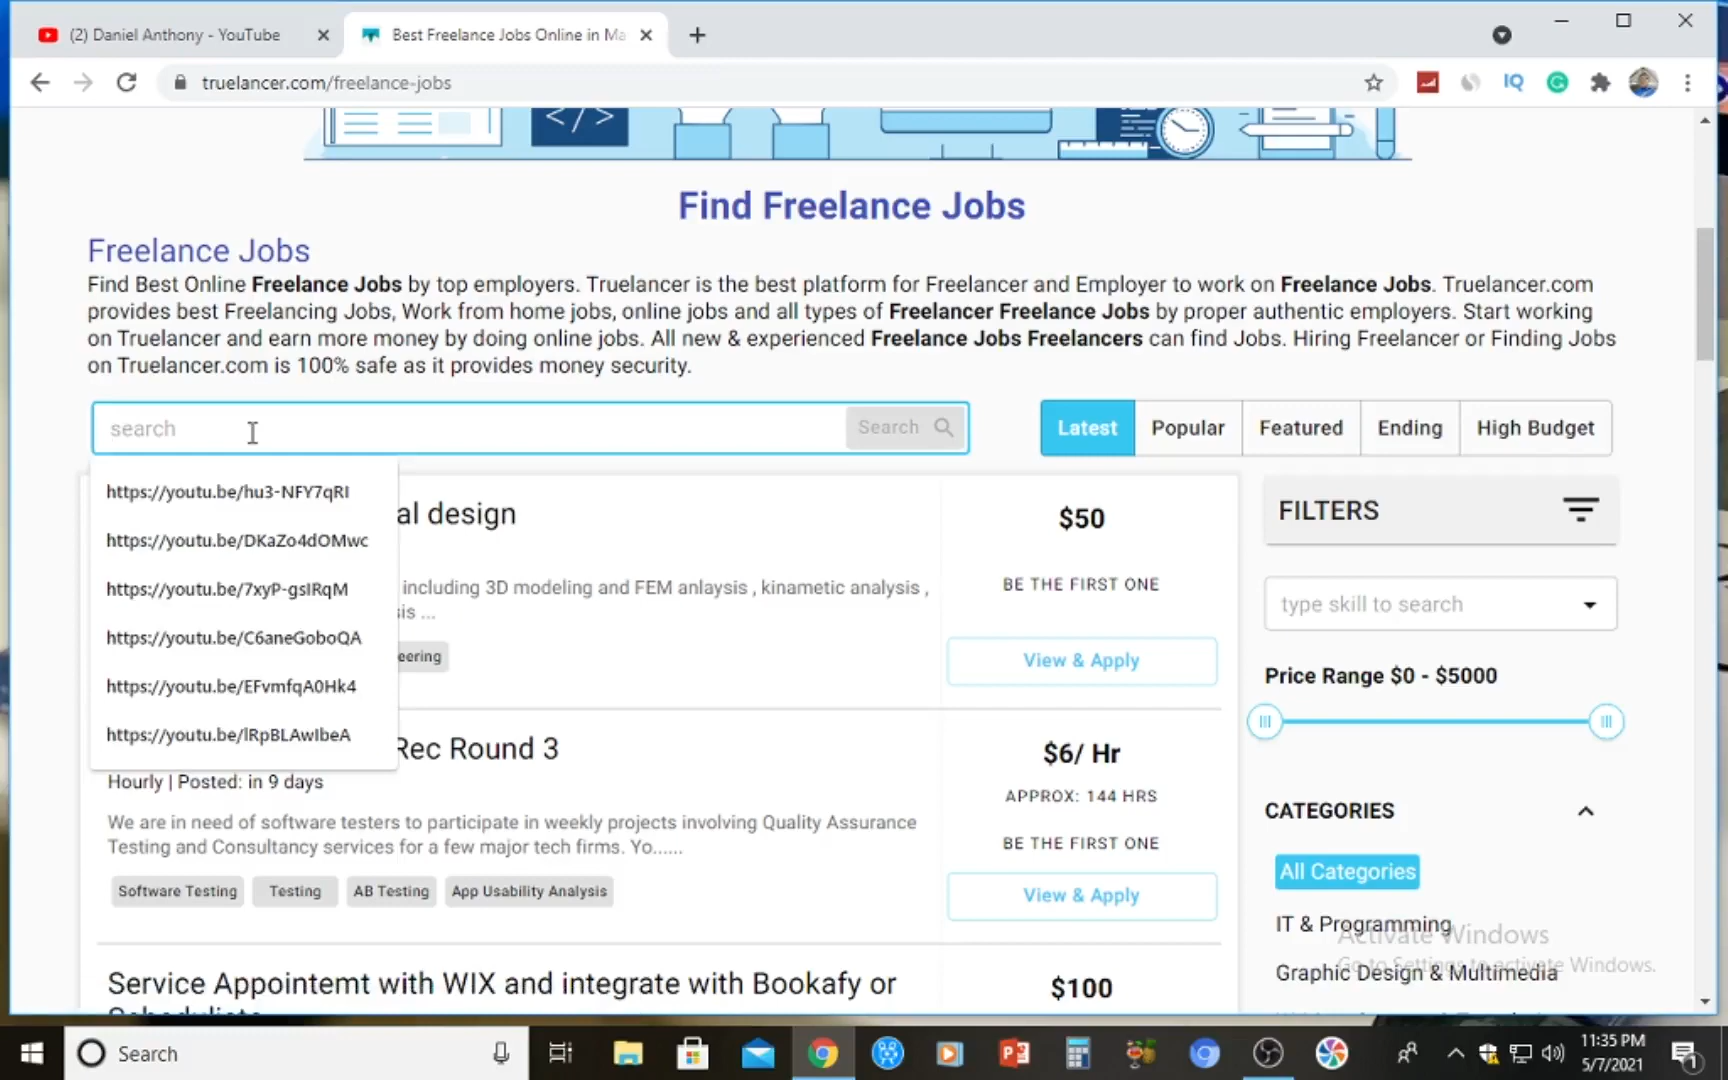 (2) Daniel Anthony - YouTube
Best Freelance Jobs Online in Ma
truelancer.com/freelance-jobs
IQ
</>
Find Freelance Jobs
Freelance Jobs
Find Best Online Freelance Jobs by top employers. Truelancer is the best platform for Freelancer and Employer to work on Freelance Jobs. Truelancer.com
provides best Freelancing Jobs, Work from home jobs, online jobs and all types of Freelancer Freelance Jobs by proper authentic employers. Start working
on Truelancer and earn more money by doing online jobs. All new & experienced Freelance Jobs Freelancers can find Jobs. Hiring Freelancer or Finding Jobs
on Truelancer.com is 100% safe as it provides money security.
search
Search
Latest
Popular
Featured
Ending
High Budget
https://youtu.be/hu3-NFY7qRI
https://youtu.be/DKaZo4dOMwc
https://youtu.be/7xyP-gsIRqM
https://youtu.be/C6aneGoboQA
https://youtu.be/EFvmfqA0Hk4
https://youtu.be/lRpBLAwIbeA
al design
including 3D modeling and FEM anlaysis , kinametic analysis ,
sis ...
eering
$50
BE THE FIRST ONE
View & Apply
Rec Round 3
Hourly | Posted: in 9 days
We are in need of software testers to participate in weekly projects involving Quality Assurance
Testing and Consultancy services for a few major tech firms. Yo......
Software Testing
Testing
AB Testing
App Usability Analysis
$6/ Hr
APPROX: 144 HRS
BE THE FIRST ONE
View & Apply
Service Appointemt with WIX and integrate with Bookafy or
$100
FILTERS
type skill to search
Price Range $0 - $5000
CATEGORIES
All Categories
IT & Programming
Graphic Design & Multimedia
Activate Windows
Go to Settings to activate Windows.
Search
11:35 PM
5/7/2021
1